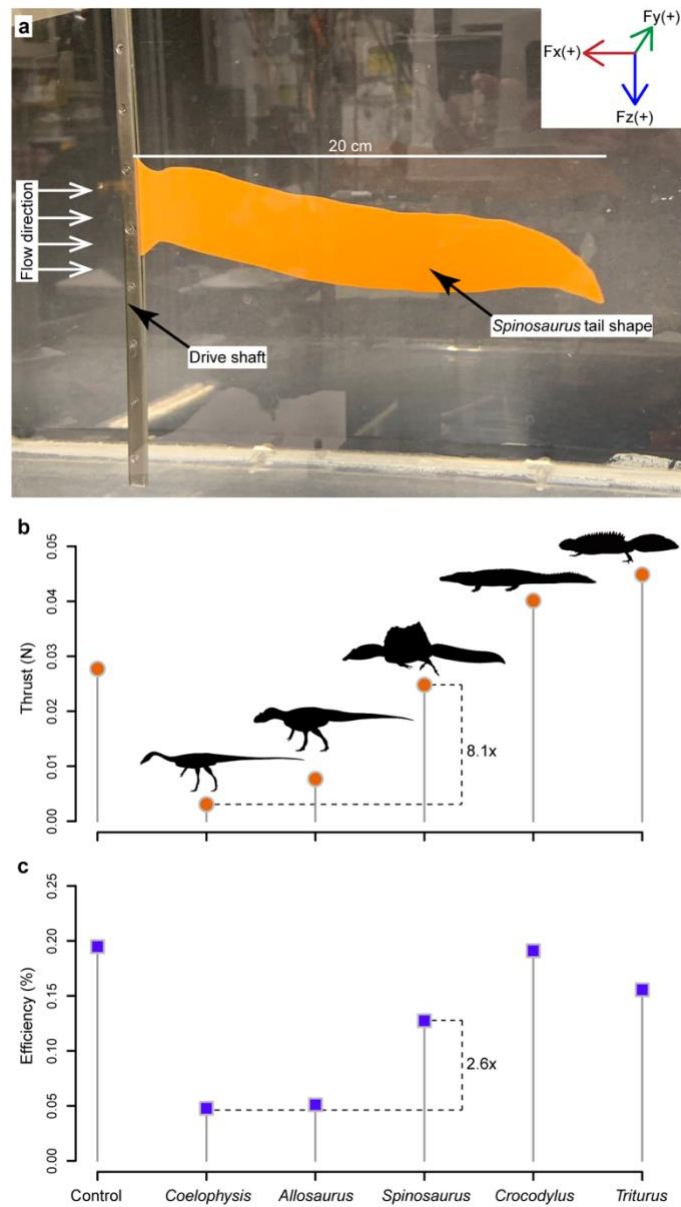 a
Fy(+)
Fx(+)
Fz(+)
20 cm
Flow direction
Spinosaurus tail shape
Drive shaft
b
0.05
0.04
0.03
0.02
0.01
0.00
Thrust (N)
8.1x
c
0.25
0.20
0.15
0.10
0.05
0.00
Efficiency (%)
2.6x
Control
Coelophysis
Allosaurus
Spinosaurus
Crocodylus
Triturus